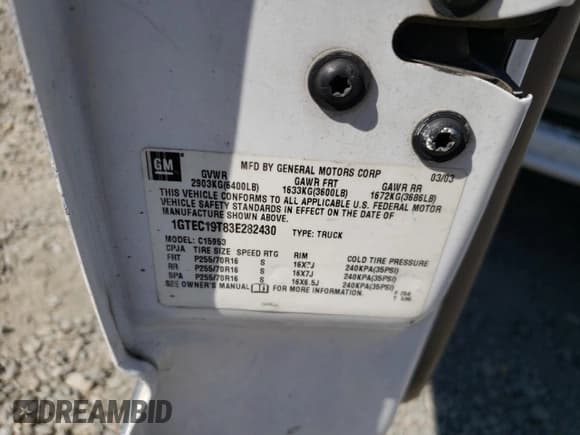 GM
MFD BY GENERAL MOTORS CORP
03/03
GVWR GAWR FRT GAWR RR
2903KG(6400LB) 1633KG(3600LB) 1672KG(3686LB)
THIS VEHICLE CONFORMS TO ALL APPLICABLE U.S. FEDERAL MOTOR
VEHICLE SAFETY STANDARDS IN EFFECT ON THE DATE OF
MANUFACTURE SHOWN ABOVE.
1GTEC19T83E282430 TYPE: TRUCK
MODEL: C15953
CPJA TIRE SIZE SPEED RTG RIM COLD TIRE PRESSURE
FRT P255/70R16 S 16X7J 240KPA(35PSI)
RR P255/70R16 S 16X7J 240KPA(35PSI)
SPA P255/70R16 S 16X6.5J 240KPA(35PSI)
SEE OWNER'S MANUAL FOR MORE INFORMATION.
DREAMBID